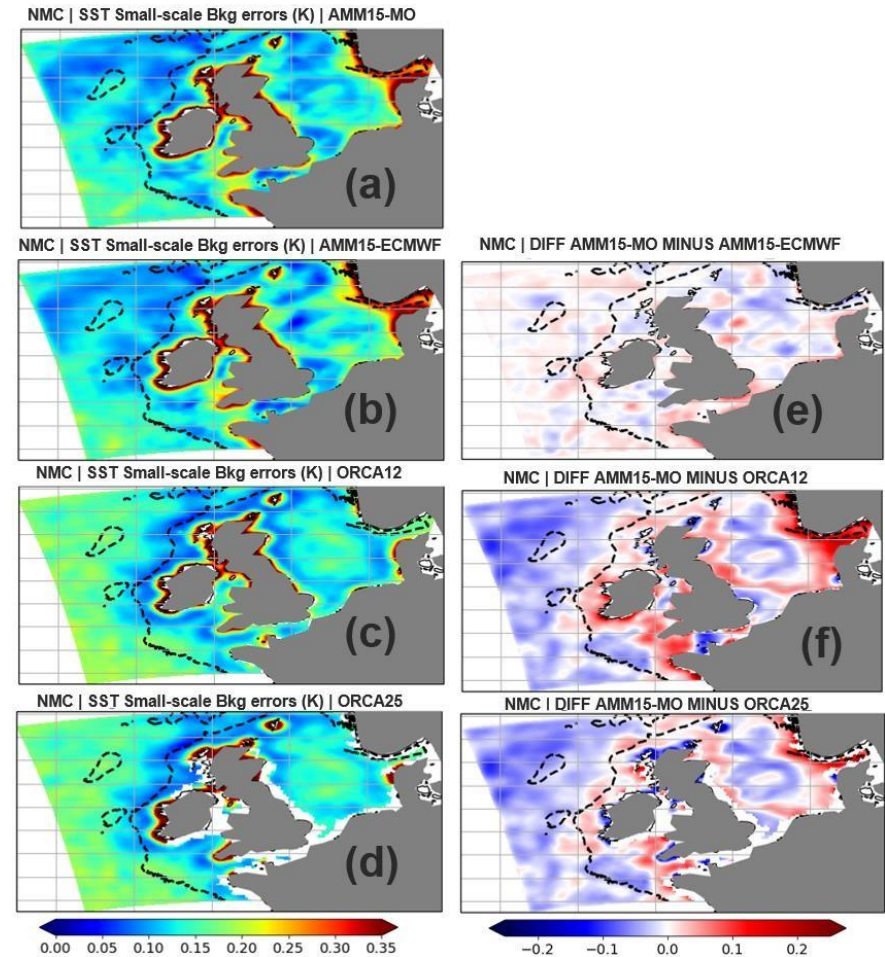 NMC | SST Small-scale Bkg errors (K) | AMM15-MO
(a)
NMC | SST Small-scale Bkg errors (K) | AMM15-ECMWF
(b)
NMC | DIFF AMM15-MO MINUS AMM15-ECMWF
(e)
NMC | SST Small-scale Bkg errors (K) | ORCA12
(c)
NMC | DIFF AMM15-MO MINUS ORCA12
(f)
NMC | SST Small-scale Bkg errors (K) | ORCA25
(d)
NMC | DIFF AMM15-MO MINUS ORCA25
0.00 0.05 0.10 0.15 0.20 0.25 0.30 0.35
−0.2 −0.1 0.0 0.1 0.2